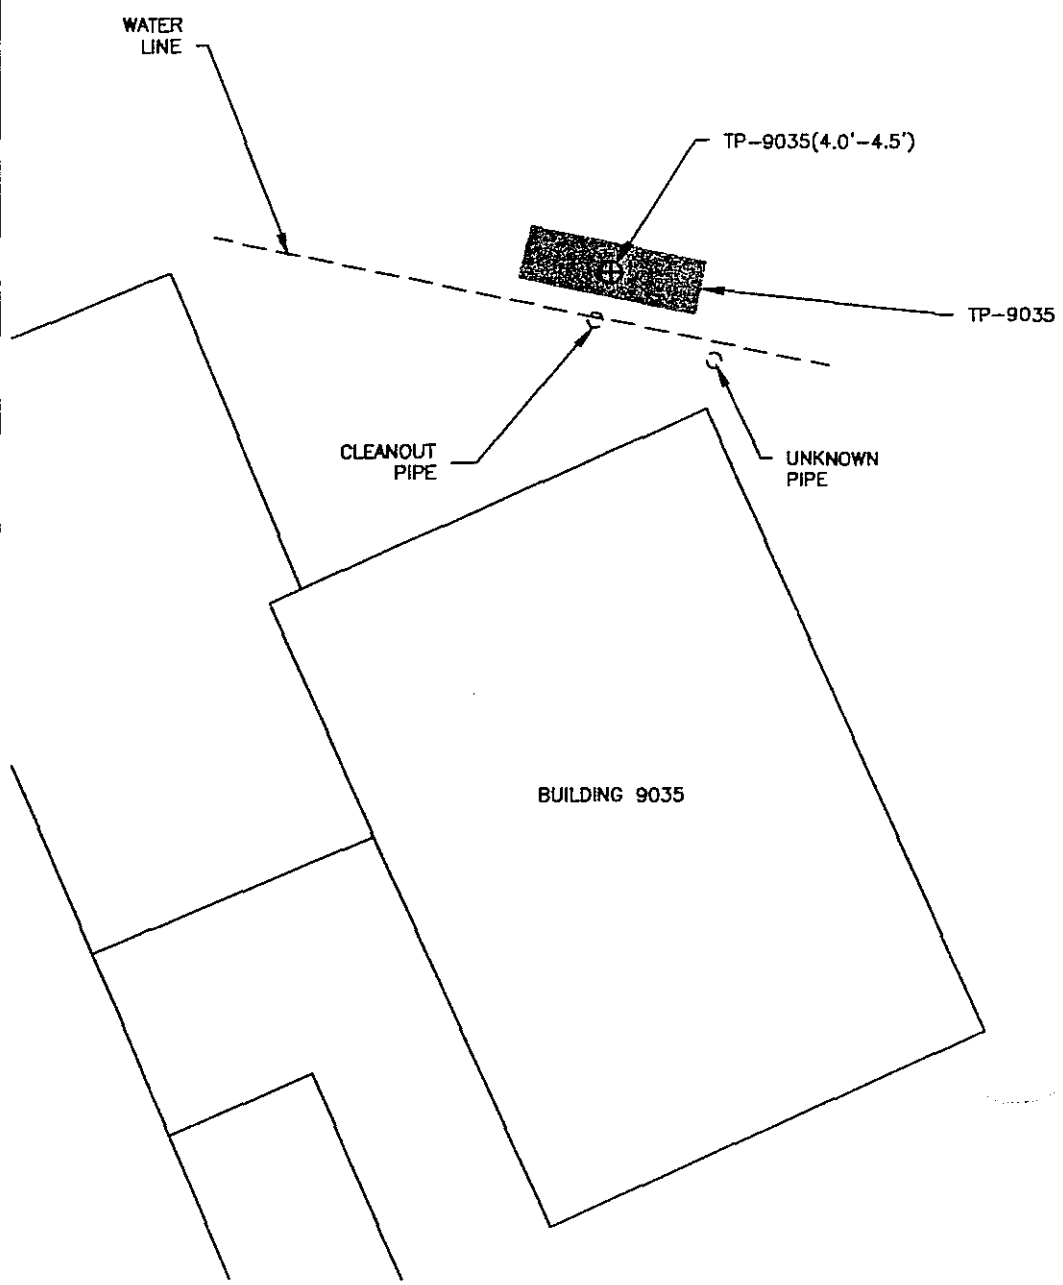 WATER
LINE
TP-9035(4.0'-4.5')
TP-9035
CLEANOUT
PIPE
UNKNOWN
PIPE
BUILDING 9035